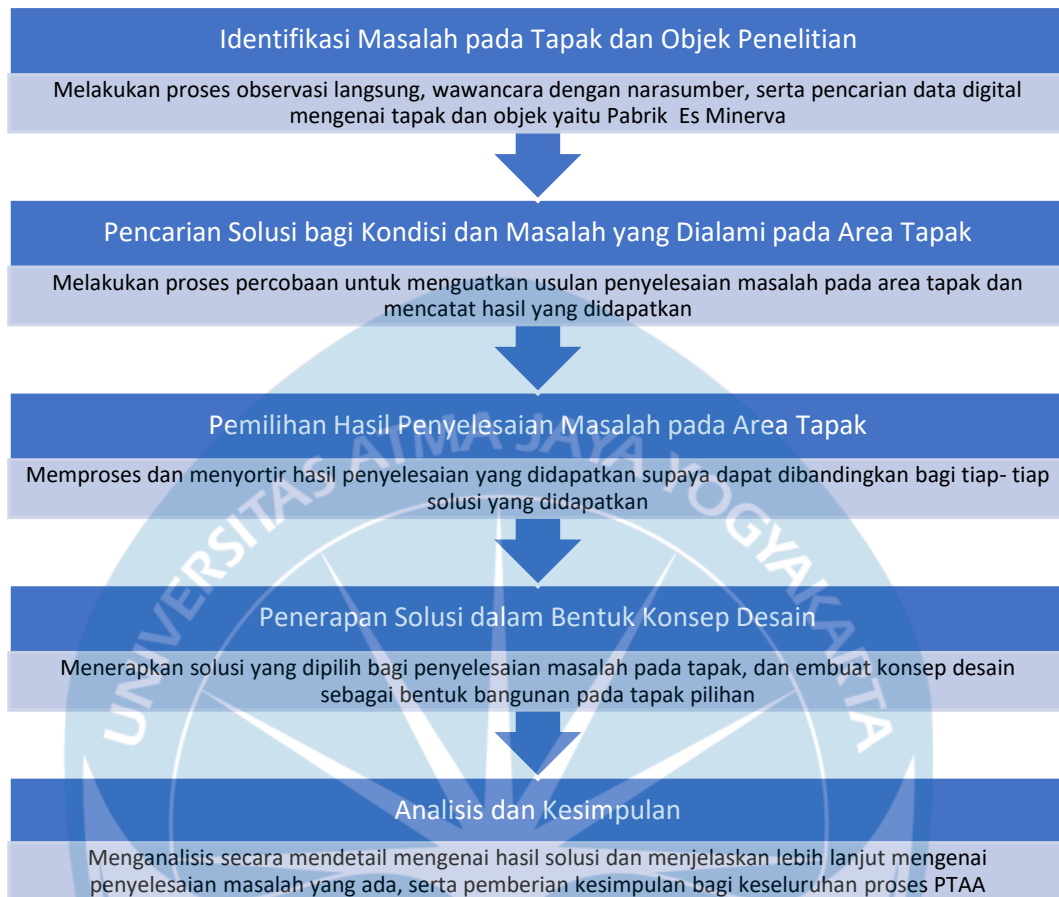 Identifikasi Masalah pada Tapak dan Objek Penelitian
Melakukan proses observasi langsung, wawancara dengan narasumber, serta pencarian data digital
mengenai tapak dan objek yaitu Pabrik Es Minerva
Pencarian Solusi bagi Kondisi dan Masalah yang Dialami pada Area Tapak
Melakukan proses percobaan untuk menguatkan usulan penyelesaian masalah pada area tapak dan
mencatat hasil yang didapatkan
Pemilihan Hasil Penyelesaian Masalah pada Area Tapak
Memproses dan menyortir hasil penyelesaian yang didapatkan supaya dapat dibandingkan bagi tiap- tiap
solusi yang didapatkan
Penerapan Solusi dalam Bentuk Konsep Desain
Menerapkan solusi yang dipilih bagi penyelesaian masalah pada tapak, dan embuat konsep desain
sebagai bentuk bangunan pada tapak pilihan
Analisis dan Kesimpulan
Menganalisis secara mendetail mengenai hasil solusi dan menjelaskan lebih lanjut mengenai
penyelesaian masalah yang ada, serta pemberian kesimpulan bagi keseluruhan proses PTAA
UNIVERSITAS ATMA JAYA YOGYAKARTA